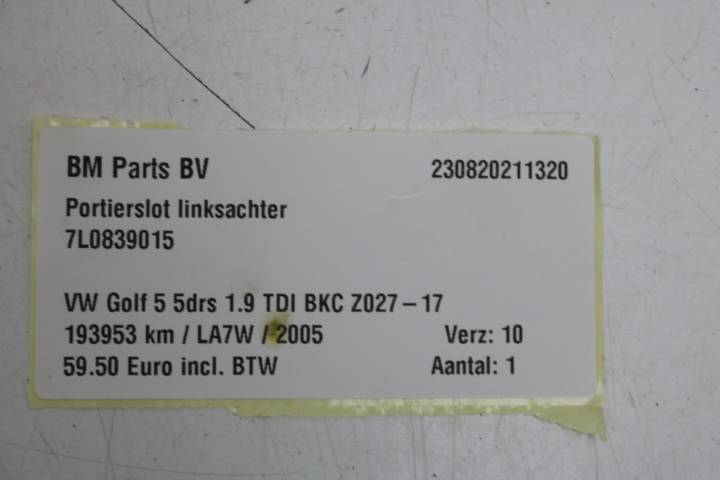 BM Parts BV 230820211320
Portierslot linksachter
7L0839015
VW Golf 5 5drs 1.9 TDI BKC Z027-17
193953 km / LA7W / 2005 Verz: 10
59.50 Euro incl. BTW Aantal: 1